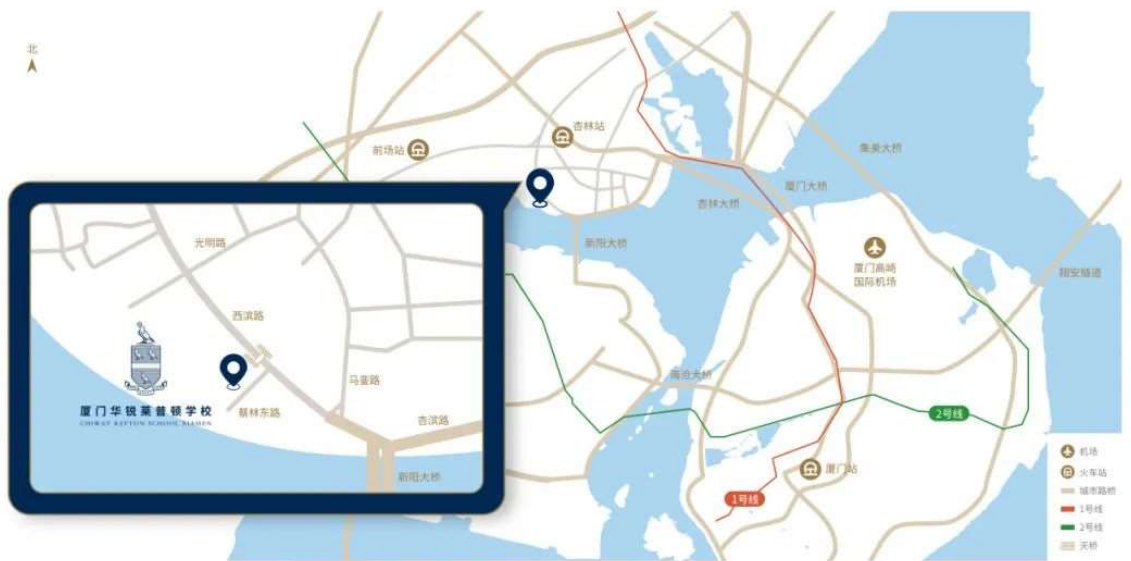 北
杏林站
前场站
集美大桥
厦门大桥
杏林大桥
新阳大桥
厦门高崎
国际机场
翔安隧道
海沧大桥
2号线
厦门站
1号线
光明路
西滨路
马銮路
蔡林东路
杏滨路
新阳大桥
厦门华锐莱普顿学校
CHIWAY REPTON SCHOOL XIAMEN
机场
火车站
城市路桥
1号线
2号线
天桥